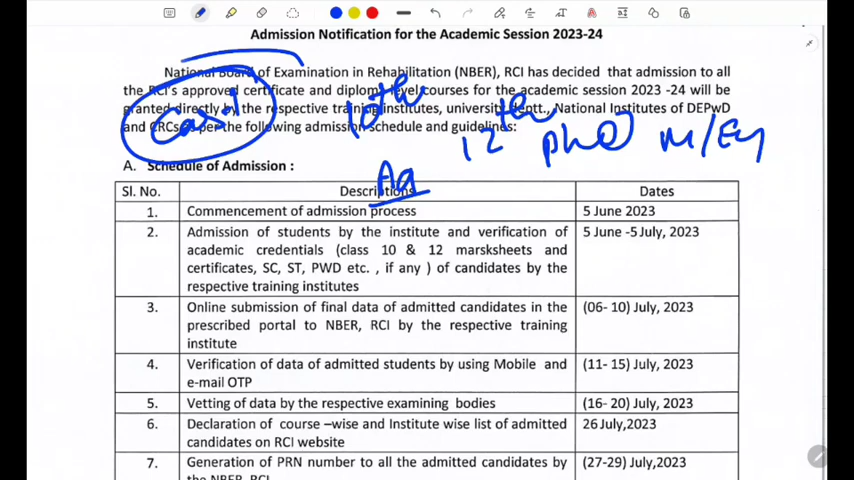 Admission Notification for the Academic Session 2023-24
National Board of Examination in Rehabilitation (NBER), RCI has decided that admission to all
the RCI's approved certificate and diploma level courses for the academic session 2023 -24 will be
granted directly by the respective training institutes, university Deptt., National Institutes of DEPwD
and CRCs as per the following admission schedule and guidelines:
10th
12th
A. Schedule of Admission :
Sl. No. Descriptions Dates
1. Commencement of admission process 5 June 2023
2. Admission of students by the institute and verification of 5 June -5 July, 2023
academic credentials (class 10 & 12 marsksheets and
certificates, SC, ST, PWD etc. , if any ) of candidates by the
respective training institutes
3. Online submission of final data of admitted candidates in the (06- 10) July, 2023
prescribed portal to NBER, RCI by the respective training
institute
4. Verification of data of admitted students by using Mobile and (11- 15) July, 2023
e-mail OTP
5. Vetting of data by the respective examining bodies (16- 20) July, 2023
6. Declaration of course –wise and Institute wise list of admitted 26 July,2023
candidates on RCI website
7. Generation of PRN number to all the admitted candidates by (27-29) July,2023
the NBER, RCI